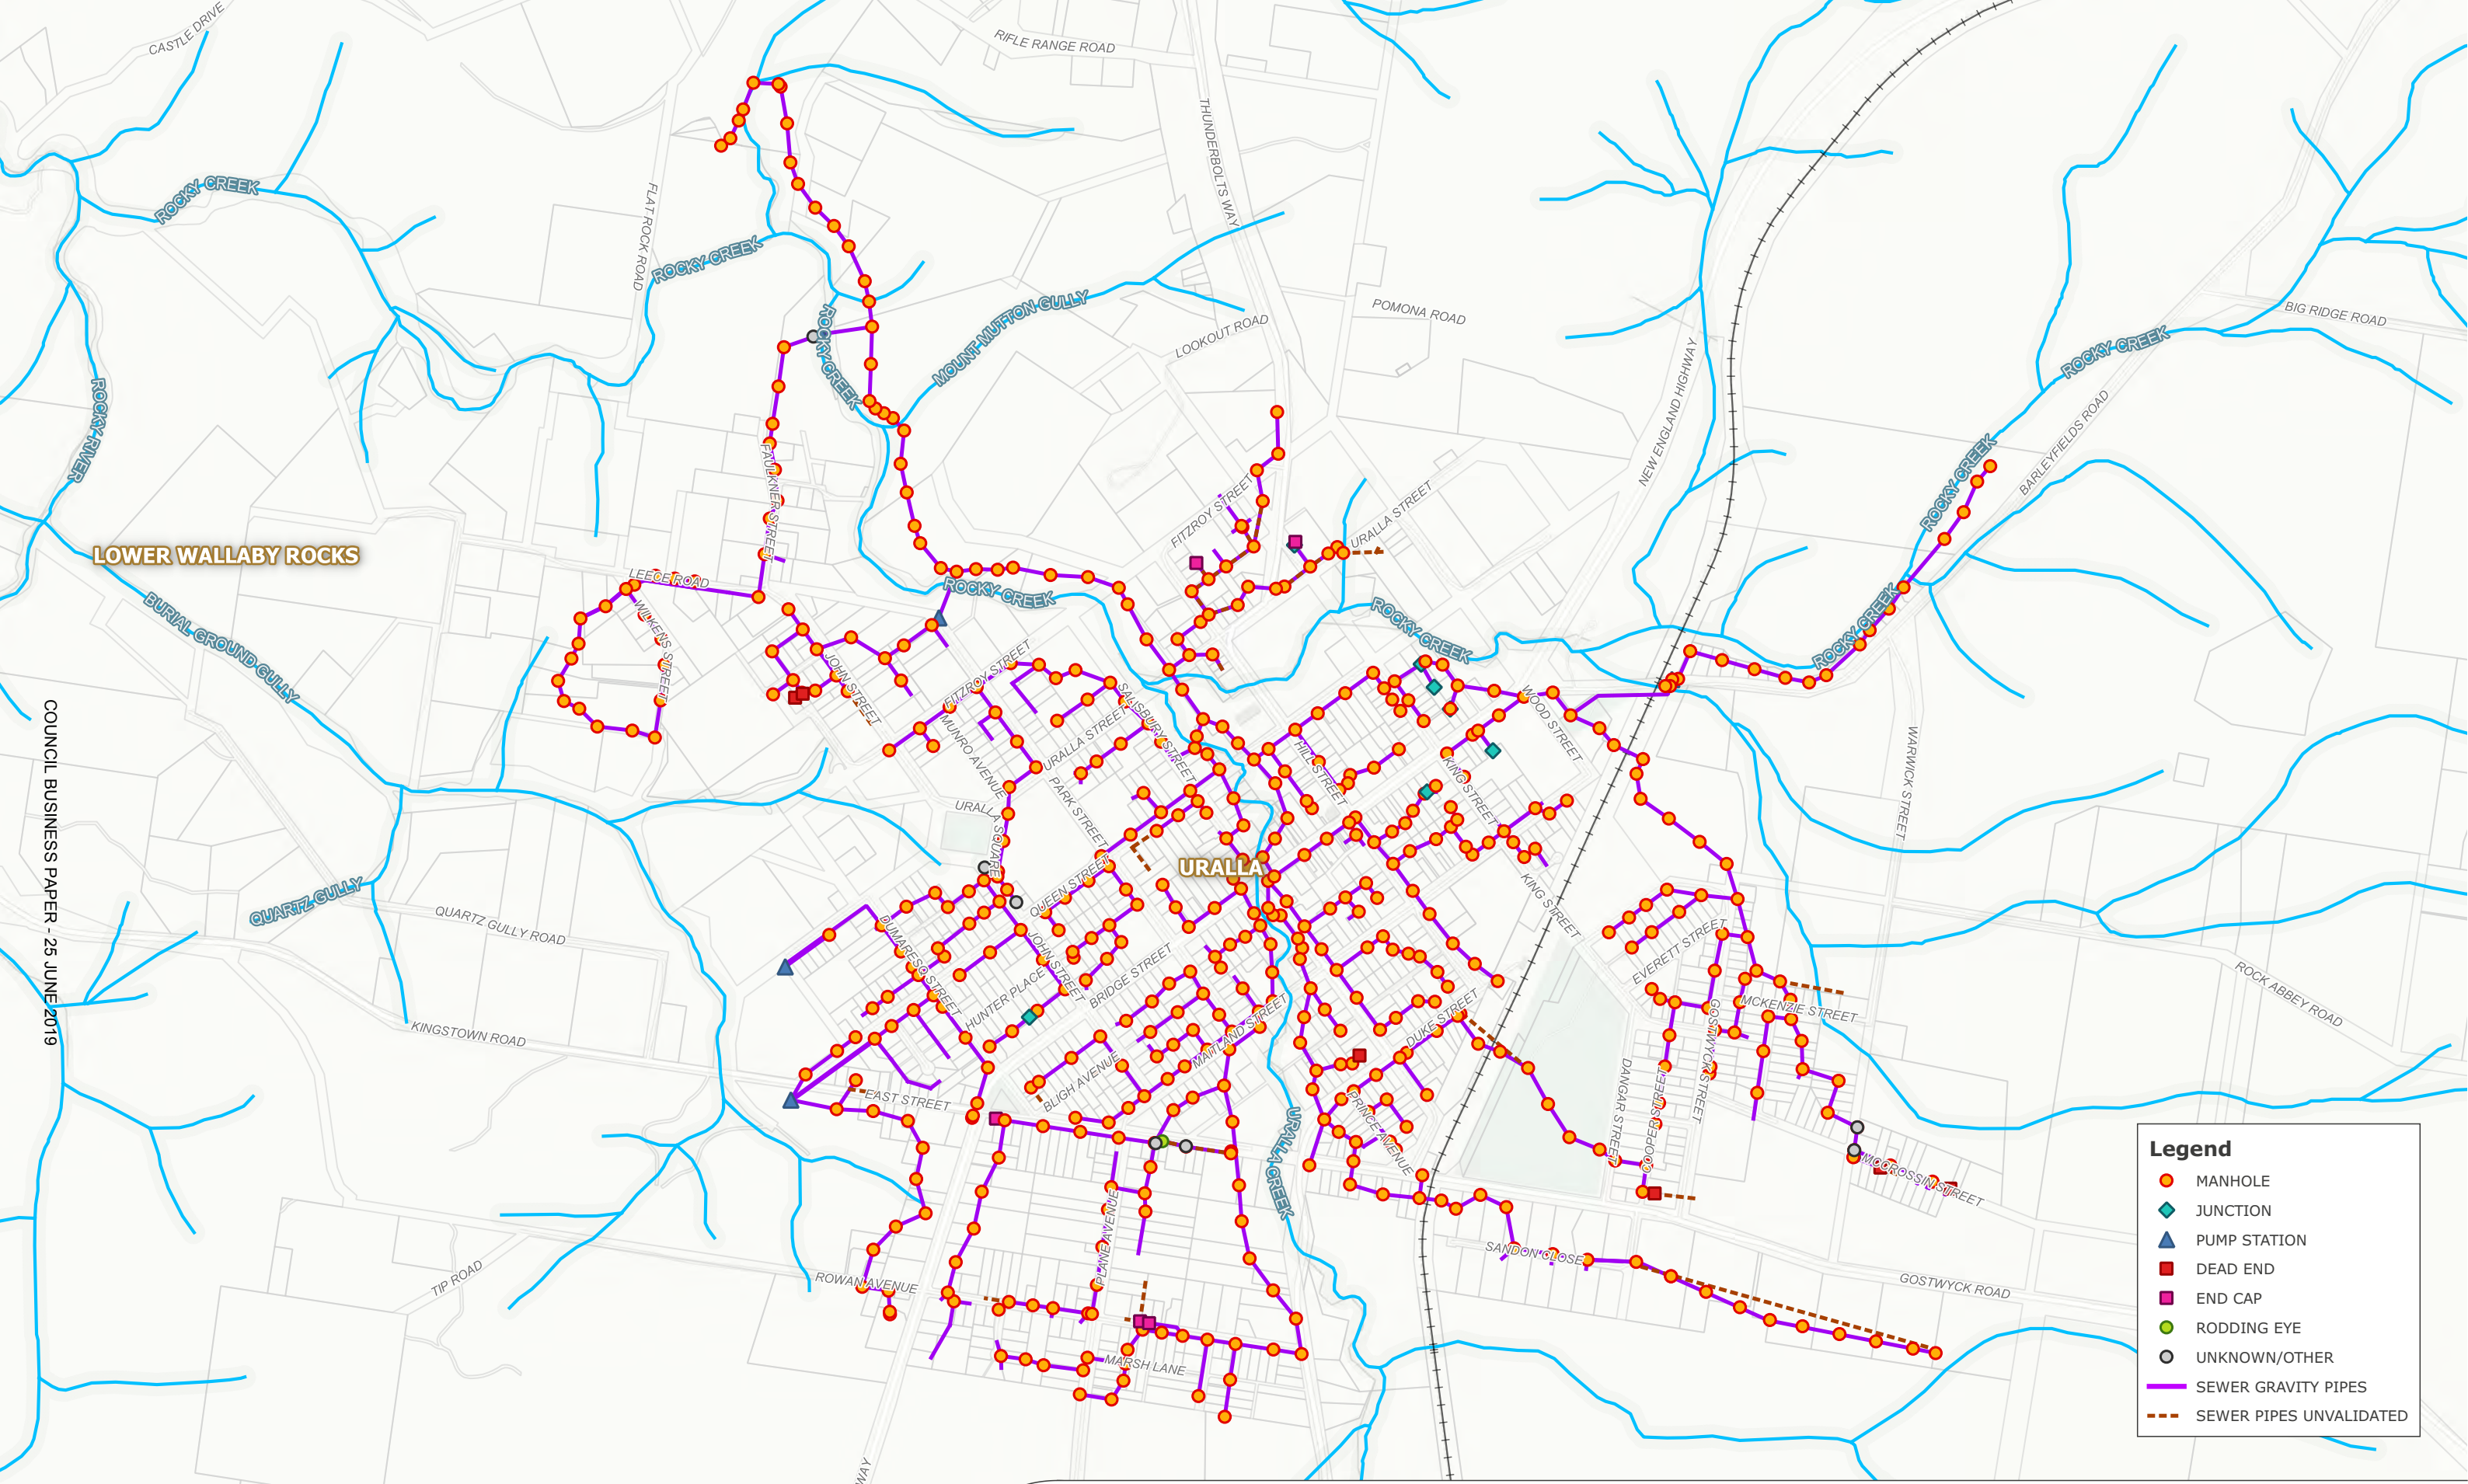 CASTLE DRIVE
RIFLE RANGE ROAD
THUNDERBOLTS WAY
ROCKY CREEK
FLAT ROCK ROAD
ROCKY CREEK
MOUNT MUTTON GULLY
ROCKY CREEK
POMONA ROAD
LOOKOUT ROAD
NEW ENGLAND HIGHWAY
BIG RIDGE ROAD
ROCKY CREEK
BARLEYFIELDS ROAD
ROCKY RIVER
FAULKNER STREET
FITZROY STREET
URALLA STREET
ROCKY CREEK
LOWER WALLABY ROCKS
LEECE ROAD
WILKENS STREET
BURIAL GROUND GULLY
ROCKY CREEK
ROCKY CREEK
ROCKY CREEK
JOHN STREET
FITZROY STREET
SALISBURY STREET
MUNRO AVENUE
URALLA STREET
HILL STREET
WOOD STREET
KING STREET
WARWICK STREET
PARK STREET
URALLA SQUARE
URALLA
QUEEN STREET
KING STREET
COUNCIL BUSINESS PAPER - 25 JUNE 2019
QUARTZ GULLY
QUARTZ GULLY ROAD
DUMARESQ STREET
JOHN STREET
HUNTER PLACE
BRIDGE STREET
EVERETT STREET
ROCK ABBEY ROAD
KINGSTOWN ROAD
MAITLAND STREET
DUKE STREET
MCKENZIE STREET
GOSTWYCK STREET
BLIGH AVENUE
EAST STREET
PRINCE AVENUE
DANGAR STREET
COOPER STREET
URALLA CREEK
MCCROSSIN STREET
PLANE AVENUE
TIP ROAD
ROWAN AVENUE
SANDON CLOSE
GOSTWYCK ROAD
MARSH LANE
WAY
Legend
MANHOLE
JUNCTION
PUMP STATION
DEAD END
END CAP
RODDING EYE
UNKNOWN/OTHER
SEWER GRAVITY PIPES
SEWER PIPES UNVALIDATED